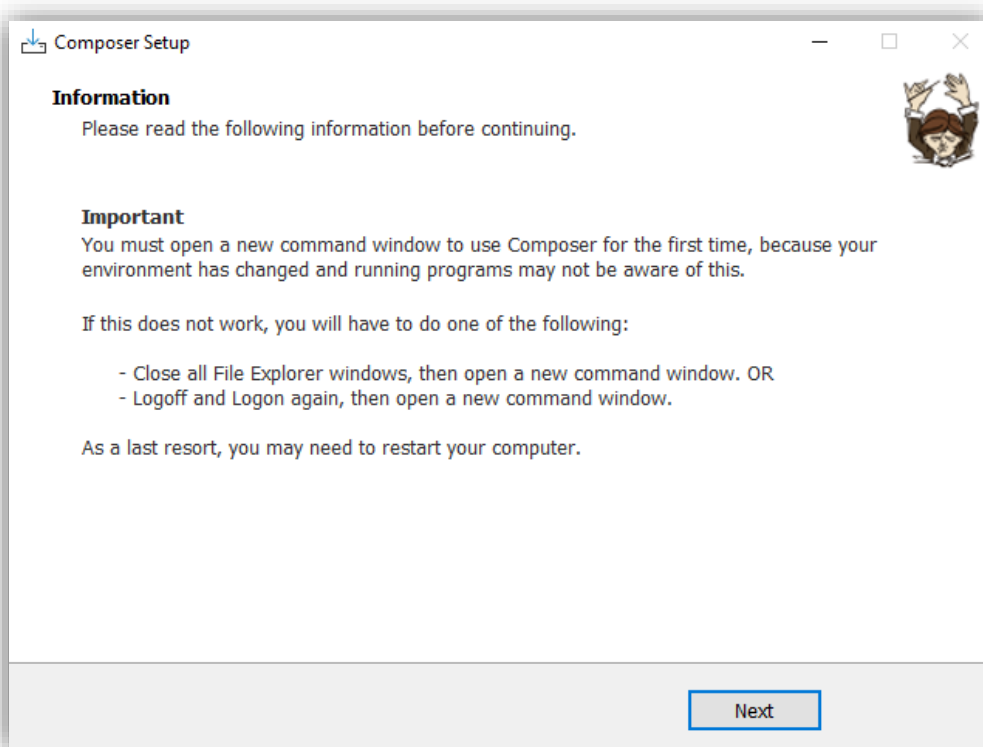 Composer Setup
Information
Please read the following information before continuing.
Important
You must open a new command window to use Composer for the first time, because your
environment has changed and running programs may not be aware of this.
If this does not work, you will have to do one of the following:
- Close all File Explorer windows, then open a new command window. OR
- Logoff and Logon again, then open a new command window.
As a last resort, you may need to restart your computer.
Next